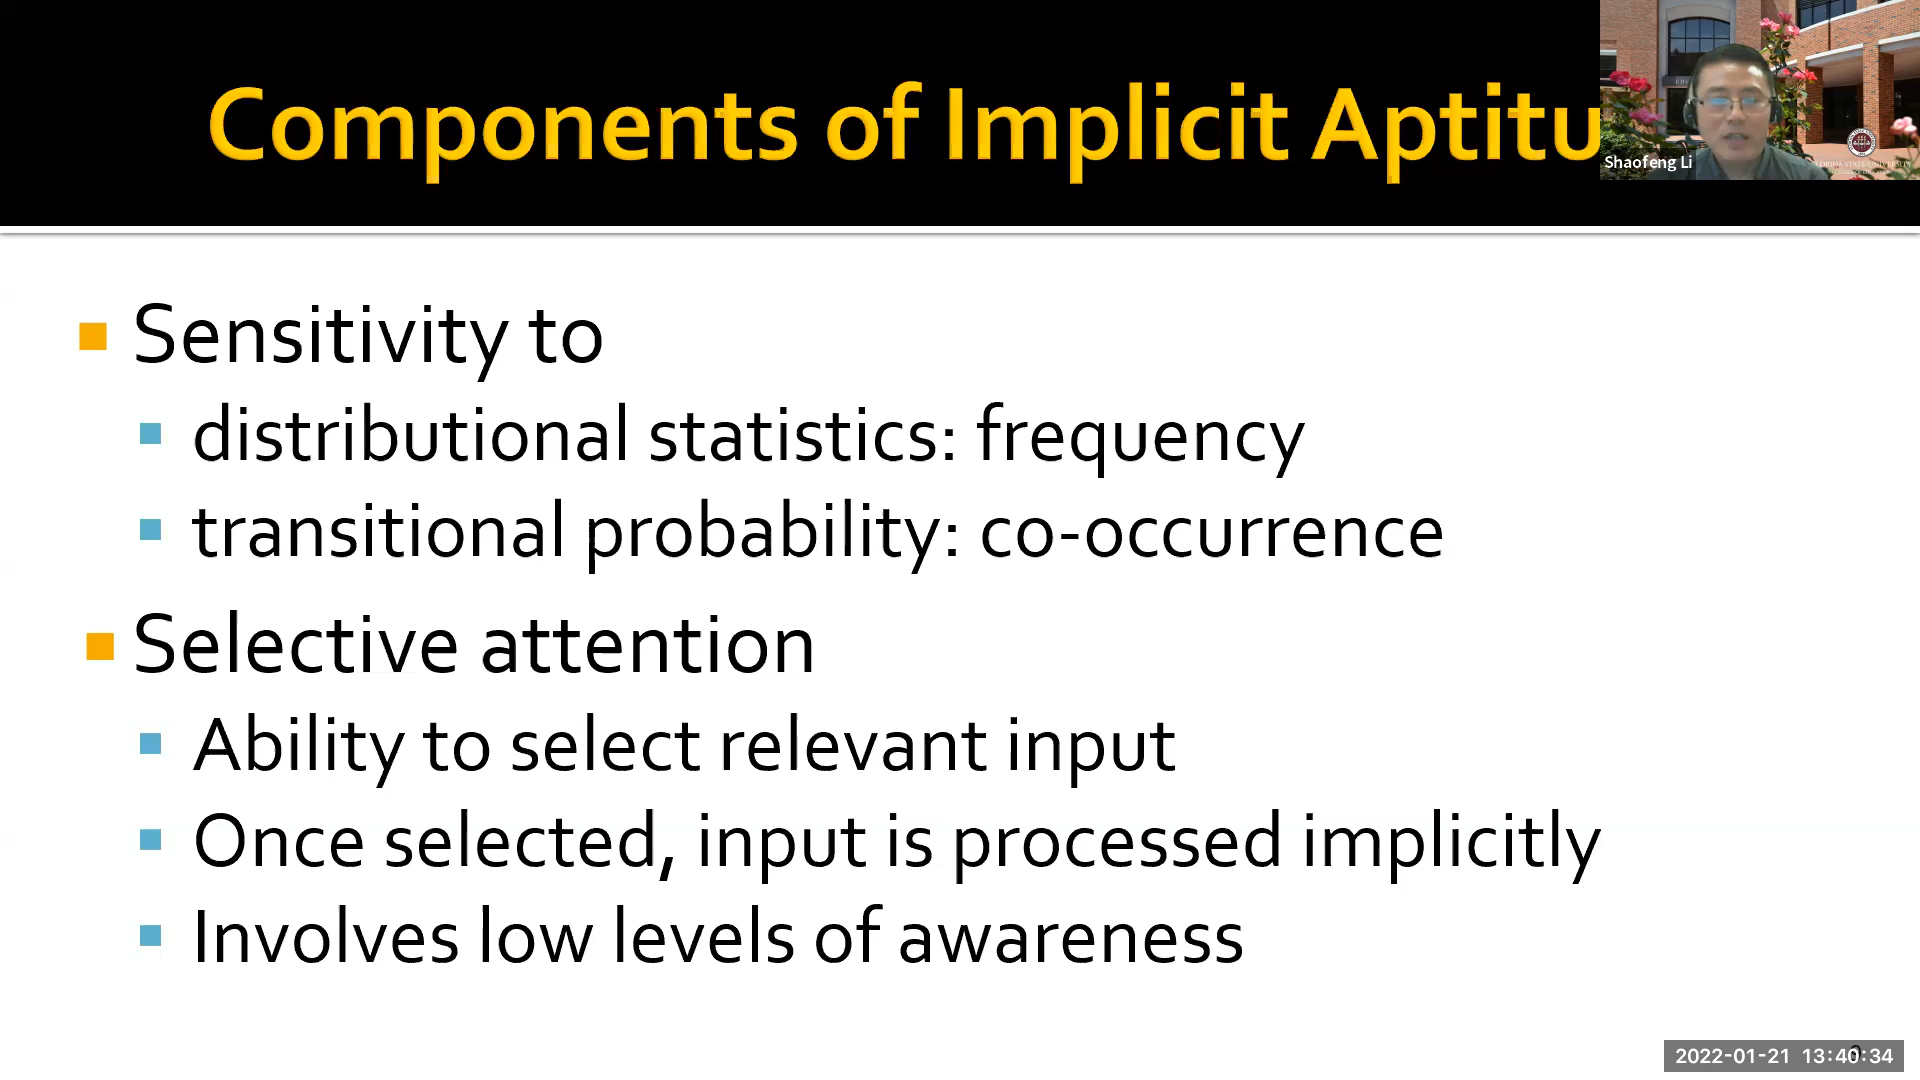 Components of Implicit Aptitu
Shaofeng Li
Sensitivity to
distributional statistics: frequency
transitional probability: co-occurrence
Selective attention
Ability to select relevant input
Once selected, input is processed implicitly
Involves low levels of awareness
2022-01-21 13:40:34